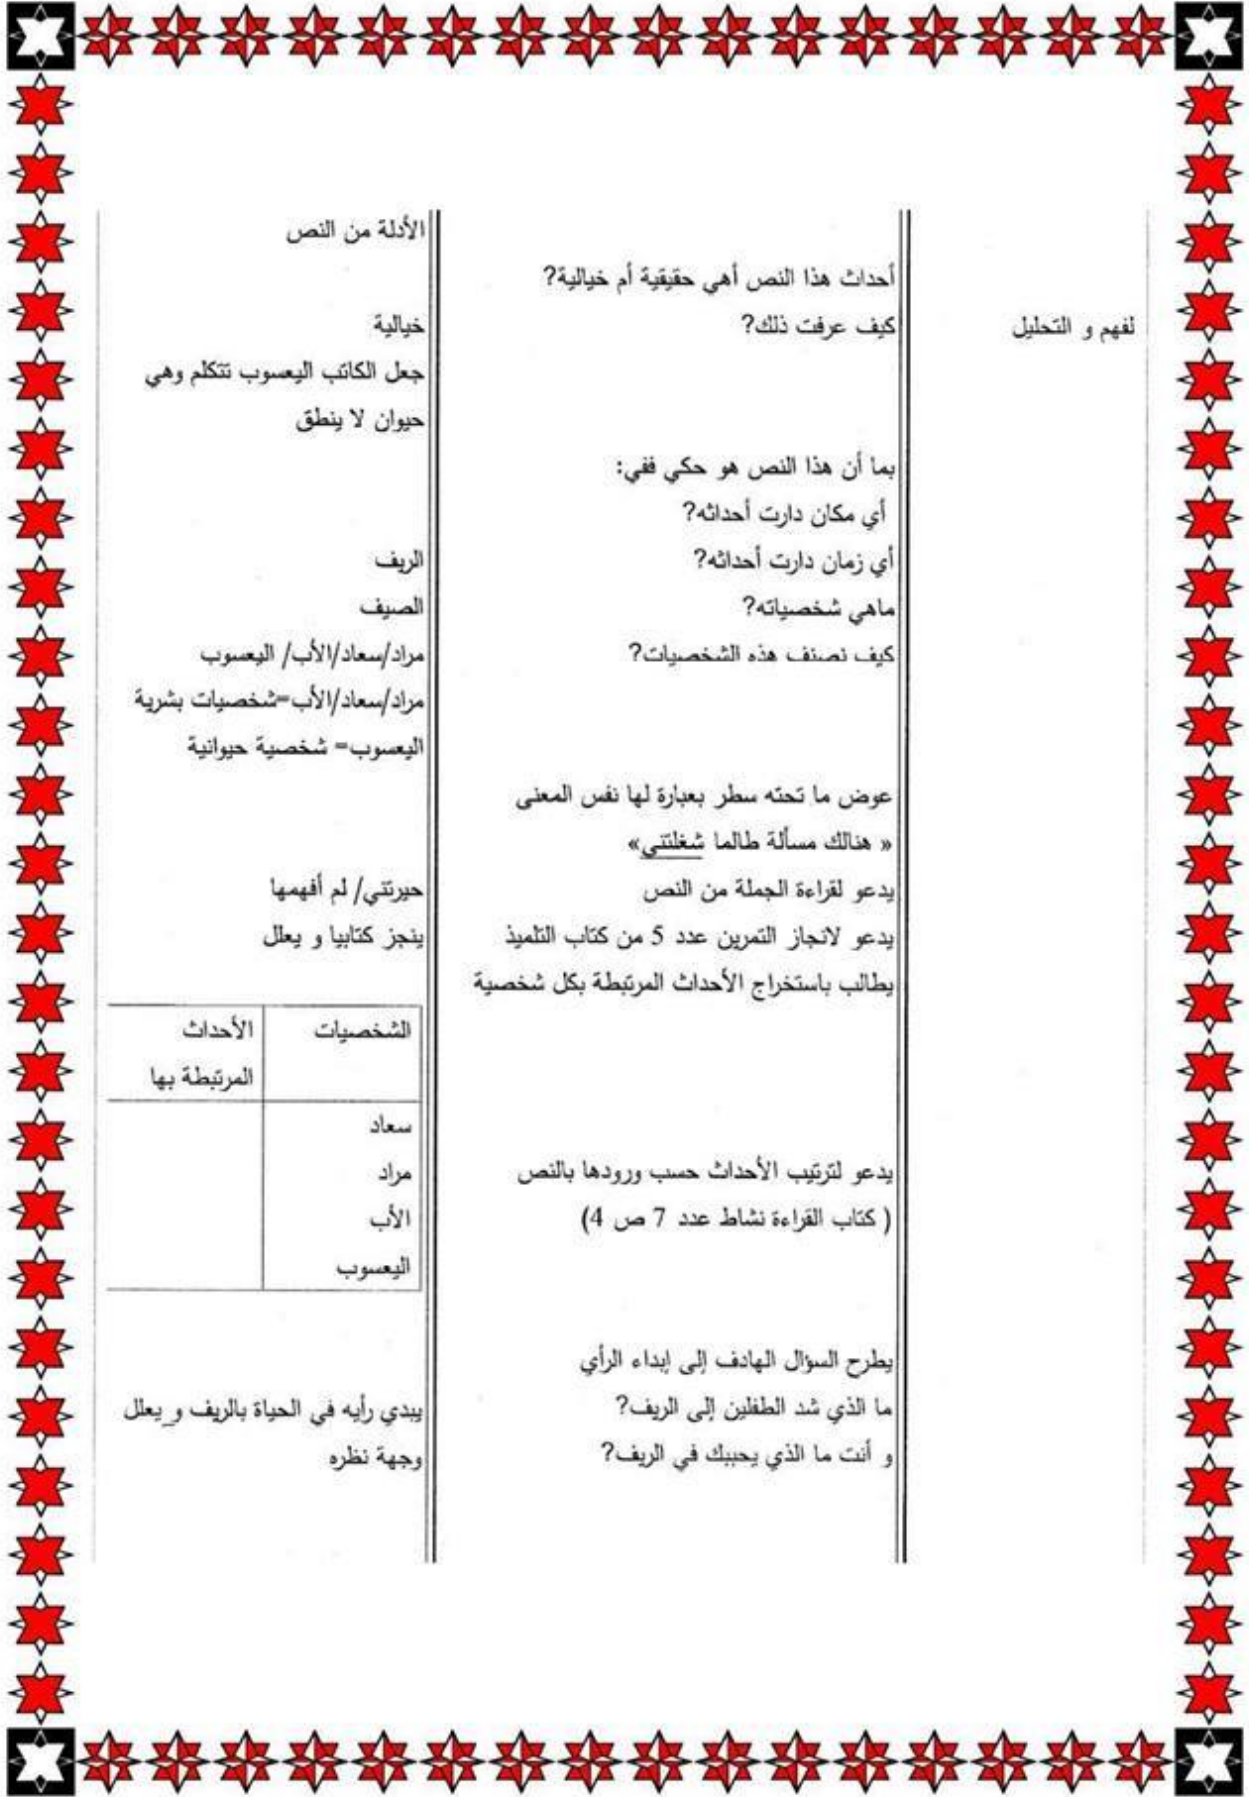 الأدلة من النص
أحداث هذا النص أهي حقيقية أم خيالية?
لفهم و التحليل
كيف عرفت ذلك?
خيالية
جعل الكاتب اليعسوب تتكلم وهي
حيوان لا ينطق
بما أن هذا النص هو حكي ففي:
أي مكان دارت أحداثه?
أي زمان دارت أحداثه?
الريف
ماهي شخصياته?
الصيف
كيف نصنف هذه الشخصيات?
مراد/سعاد/الأب/ اليعسوب
مراد/سعاد/الأب=شخصيات بشرية
اليعسوب= شخصية حيوانية
عوض ما تحته سطر بعبارة لها نفس المعنى
« هنالك مسألة طالما شغلتني»
يدعو لقراءة الجملة من النص
حيرتني/ لم أفهمها
يدعو لانجاز التمرين عدد 5 من كتاب التلميذ
ينجز كتابيا و يعلل
يطالب باستخراج الأحداث المرتبطة بكل شخصية
الشخصيات
الأحداث
المرتبطة بها
سعاد
مراد
الأب
اليعسوب
يدعو لترتيب الأحداث حسب ورودها بالنص
( كتاب القراءة نشاط عدد 7 ص 4)
يطرح السؤال الهادف إلى إبداء الرأي
ما الذي شد الطفلين إلى الريف?
يبدي رأيه في الحياة بالريف و يعلل
و أنت ما الذي يحببك في الريف?
وجهة نظره